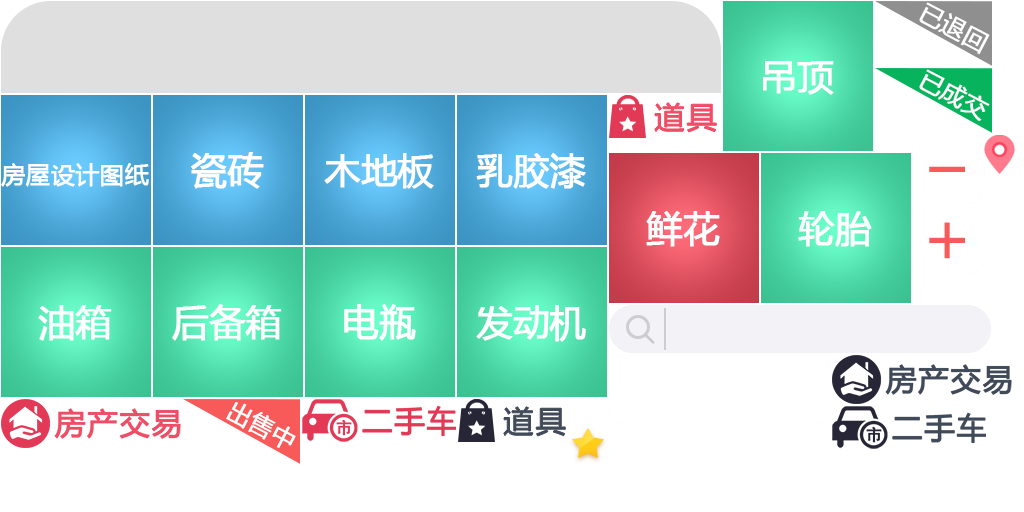 已退回
吊顶
已成交
道具
房屋设计图纸
瓷砖
木地板
乳胶漆
鲜花
轮胎
油箱
后备箱
电瓶
发动机
房产交易
房产交易
出售中
二手车
市
道具
二手车
市